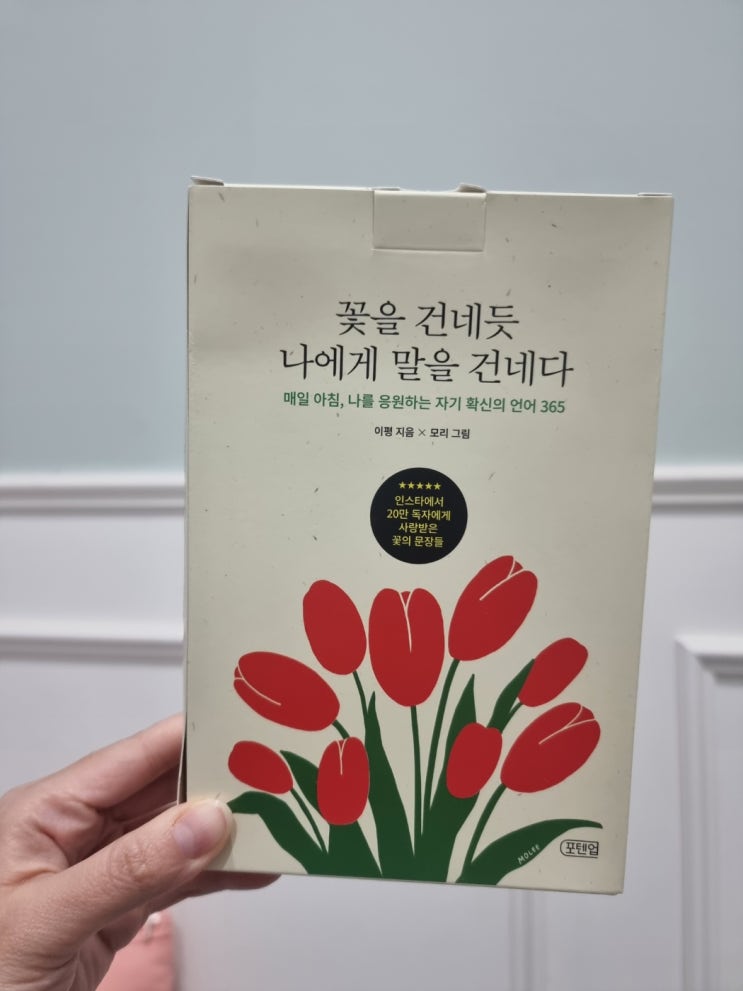 꽃을 건네듯
나에게 말을 건네다
매일 아침, 나를 응원하는 자기 확신의 언어 365
이평 지음 × 모리 그림
★★★★★
인스타에서
20만 독자에게
사랑받은
꽃의 문장들
MOLEE
포텐업